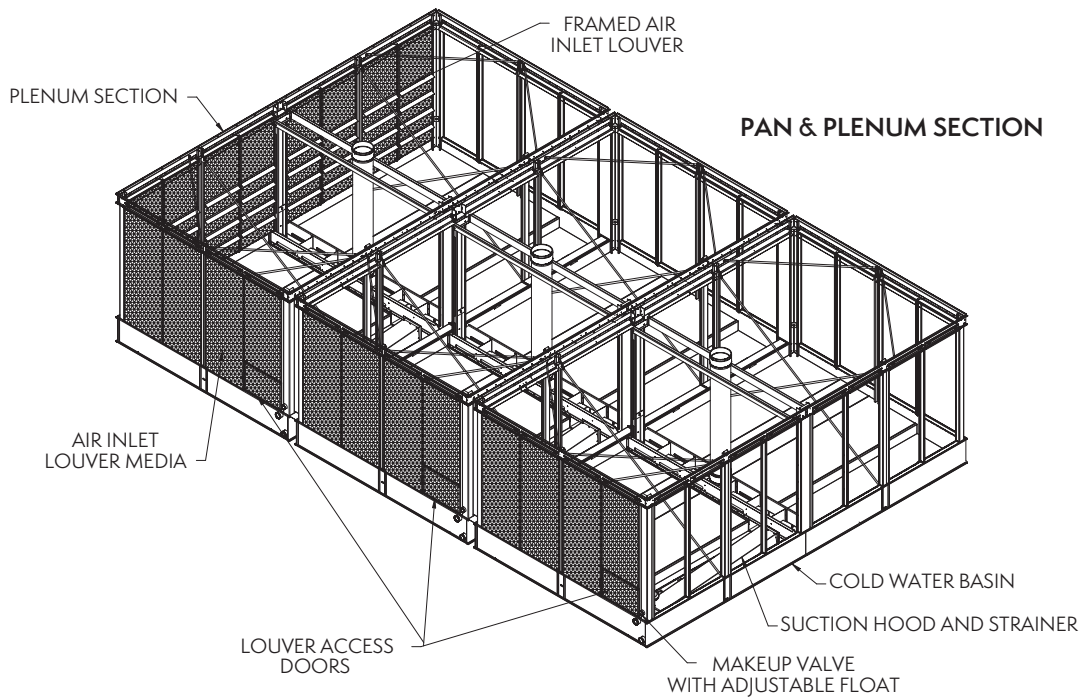 FRAMED AIR
INLET LOUVER
PLENUM SECTION
PAN & PLENUM SECTION
AIR INLET
LOUVER MEDIA
COLD WATER BASIN
SUCTION HOOD AND STRAINER
LOUVER ACCESS
DOORS
MAKEUP VALVE
WITH ADJUSTABLE FLOAT